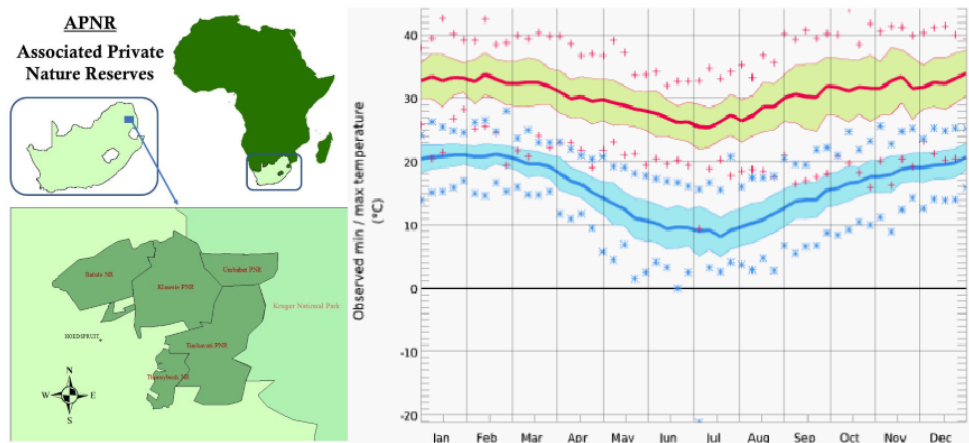 APNR
Associated Private
Nature Reserves
Balule NR
Klaserie PNR
Umbabat PNR
Kruger National Park
HOEDSPRUIT
Timbavati PNR
Thornybush NR
N
W
E
S
Observed min / max temperature
(°C)
40
30
20
10
0
-10
-20
Jan
Feb
Mar
Apr
May
Jun
Jul
Aug
Sep
Oct
Nov
Dec